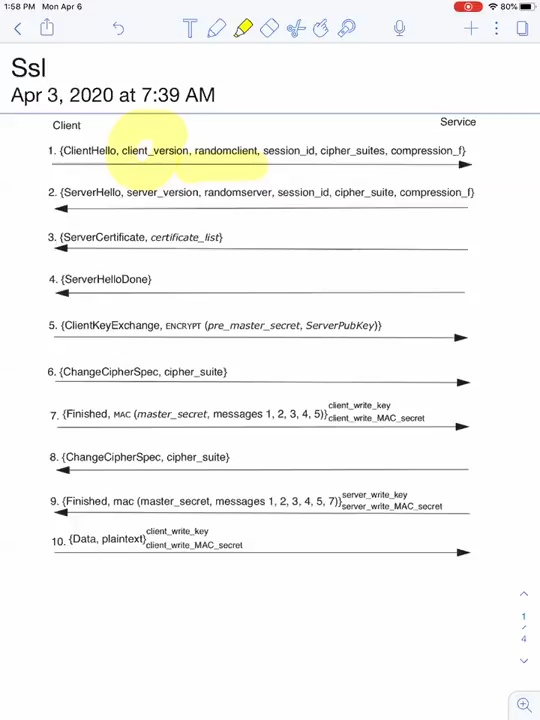 1:58 PM Mon Apr 6
80%
Ssl
Apr 3, 2020 at 7:39 AM
Client
Service
1. {ClientHello, client_version, randomclient, session_id, cipher_suites, compression_f}
2. {ServerHello, server_version, randomserver, session_id, cipher_suite, compression_f}
3. {ServerCertificate, certificate_list}
4. {ServerHelloDone}
5. {ClientKeyExchange, ENCRYPT (pre_master_secret, ServerPubKey)}
6. {ChangeCipherSpec, cipher_suite}
7. {Finished, MAC (master_secret, messages 1, 2, 3, 4, 5)} client_write_key
client_write_MAC_secret
8. {ChangeCipherSpec, cipher_suite}
9. {Finished, mac (master_secret, messages 1, 2, 3, 4, 5, 7)} server_write_key
server_write_MAC_secret
10. {Data, plaintext} client_write_key
client_write_MAC_secret
1
/
4